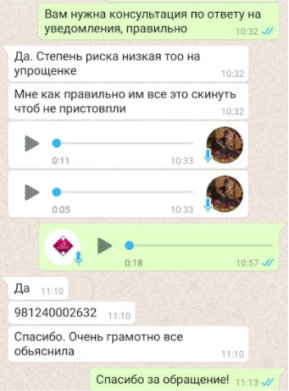 Вам нужна консультация по ответу на
уведомления, правильно
10:32
Да. Степень риска низкая тоо на
упрощенке
10:32
Мне как правильно им все это скинуть
чтоб не пристовпли
10:32
0:11 10:33
0:05 10:33
0:18 10:57
Да 11:10
981240002632 11:10
Спасибо. Очень грамотно все
обьяснила
11:10
Спасибо за обращение! 11:13